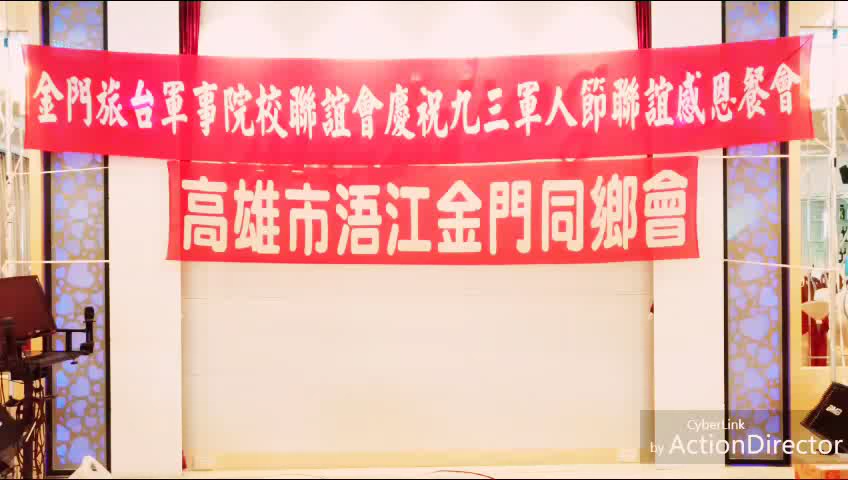 金門旅台軍事院校聯誼會慶祝九三軍人節聯誼感恩餐會
高雄市浯江金門同鄉會
CyberLink
by ActionDirector